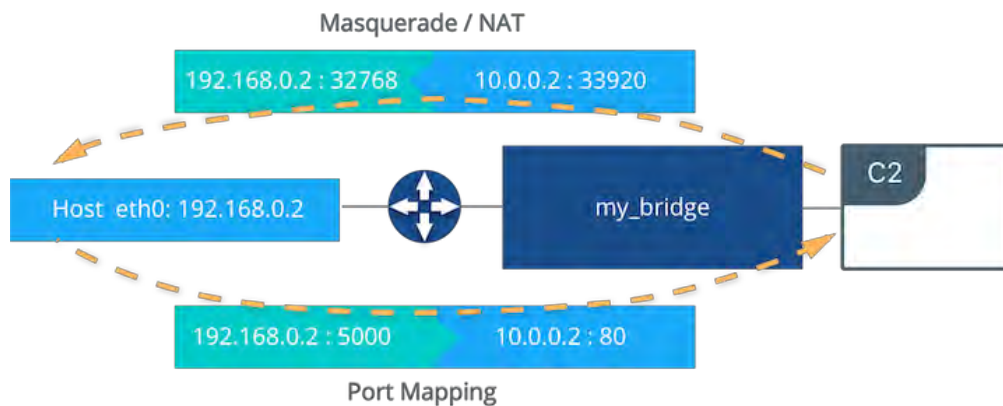 Masquerade / NAT
192.168.0.2 : 32768
10.0.0.2 : 33920
C2
Host eth0: 192.168.0.2
my_bridge
192.168.0.2 : 5000
10.0.0.2 : 80
Port Mapping